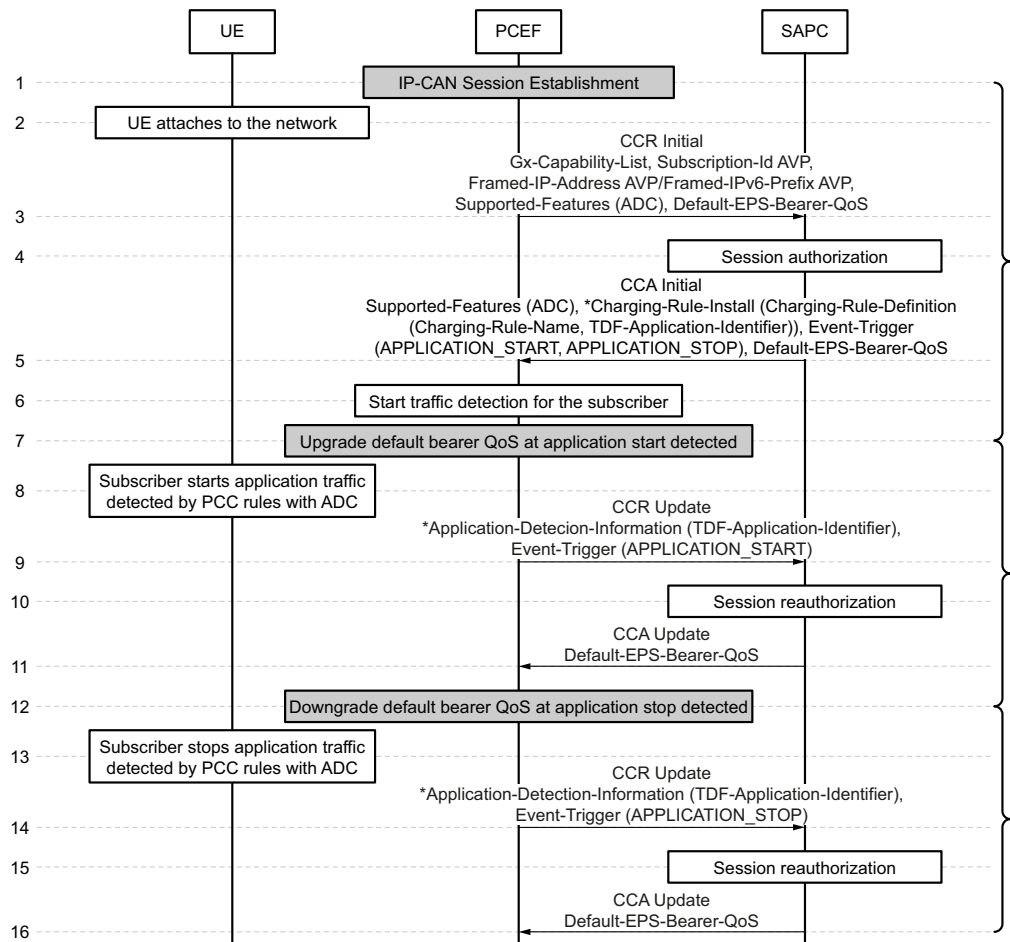 UE
PCEF
SAPC
1
IP-CAN Session Establishment
2
UE attaches to the network
CCR Initial
Gx-Capability-List, Subscription-Id AVP,
Framed-IP-Address AVP/Framed-IPv6-Prefix AVP,
Supported-Features (ADC), Default-EPS-Bearer-QoS
3
4
Session authorization
CCA Initial
Supported-Features (ADC), *Charging-Rule-Install (Charging-Rule-Definition
(Charging-Rule-Name, TDF-Application-Identifier)), Event-Trigger
(APPLICATION_START, APPLICATION_STOP), Default-EPS-Bearer-QoS
5
6
Start traffic detection for the subscriber
7
Upgrade default bearer QoS at application start detected
8
Subscriber starts application traffic
detected by PCC rules with ADC
CCR Update
*Application-Detecion-Information (TDF-Application-Identifier),
Event-Trigger (APPLICATION_START)
9
10
Session reauthorization
CCA Update
Default-EPS-Bearer-QoS
11
12
Downgrade default bearer QoS at application stop detected
13
Subscriber stops application traffic
detected by PCC rules with ADC
CCR Update
*Application-Detection-Information (TDF-Application-Identifier),
Event-Trigger (APPLICATION_STOP)
14
15
Session reauthorization
CCA Update
Default-EPS-Bearer-QoS
16